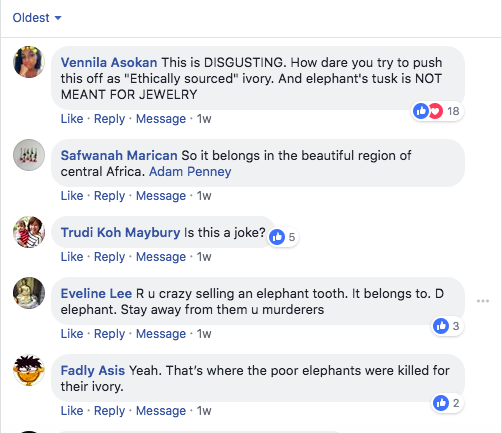 Oldest
Vennila Asokan This is DISGUSTING. How dare you try to push
this off as "Ethically sourced" ivory. And elephant's tusk is NOT
MEANT FOR JEWELRY
18
Like · Reply · Message · 1w
Safwanah Marican So it belongs in the beautiful region of
central Africa. Adam Penney
Like · Reply · Message · 1w
Trudi Koh Maybury Is this a joke?
5
Like · Reply · Message · 1w
Eveline Lee R u crazy selling an elephant tooth. It belongs to. D
elephant. Stay away from them u murderers
3
Like · Reply · Message · 1w
Fadly Asis Yeah. That's where the poor elephants were killed for
their ivory.
2
Like · Reply · Message · 1w